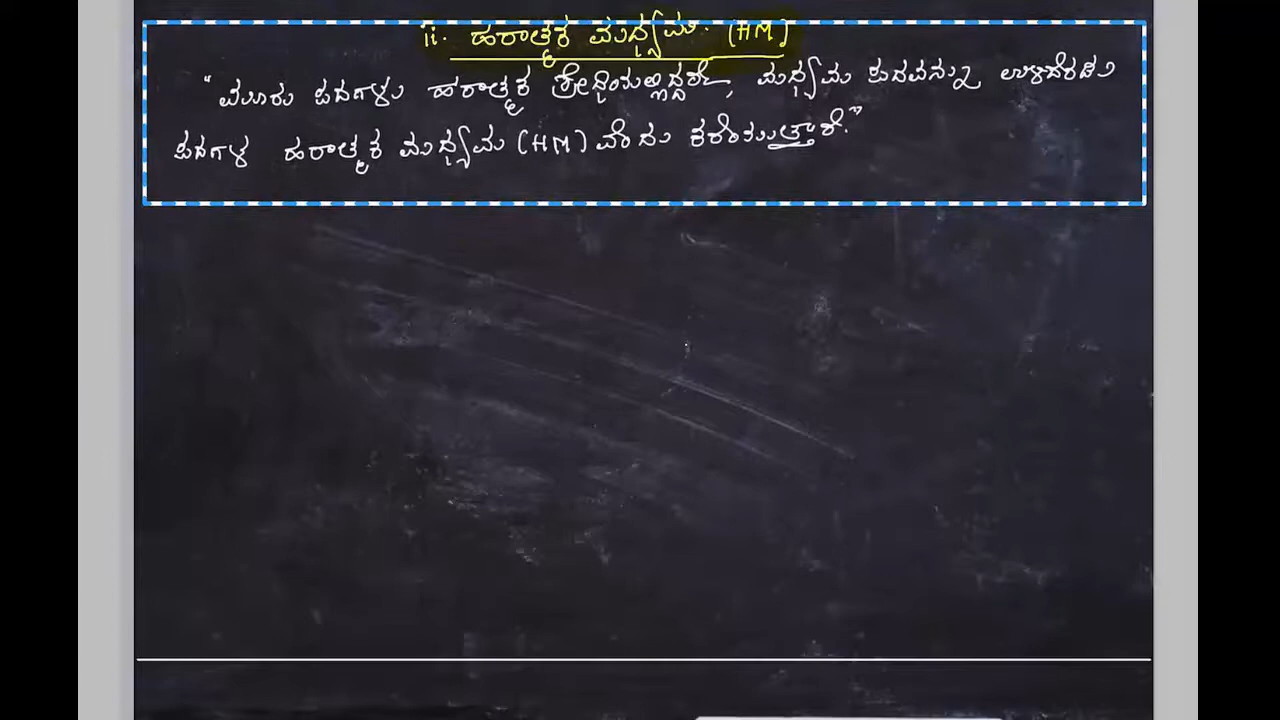 ii. ಹರಾತ್ಮಕ ಮಧ್ಯಮ. (HM)
“ಮೂರು ಪದಗಳು ಹರಾತ್ಮಕ ಶ್ರೇಢಿಯಲ್ಲಿದ್ದರೆ, ಮಧ್ಯಮ ಪದವನ್ನು ಉಳಿದೆರಡು
ಪದಗಳ ಹರಾತ್ಮಕ ಮಧ್ಯಮ (HM) ವೆಂದು ಕರೆಯುತ್ತಾರೆ.”